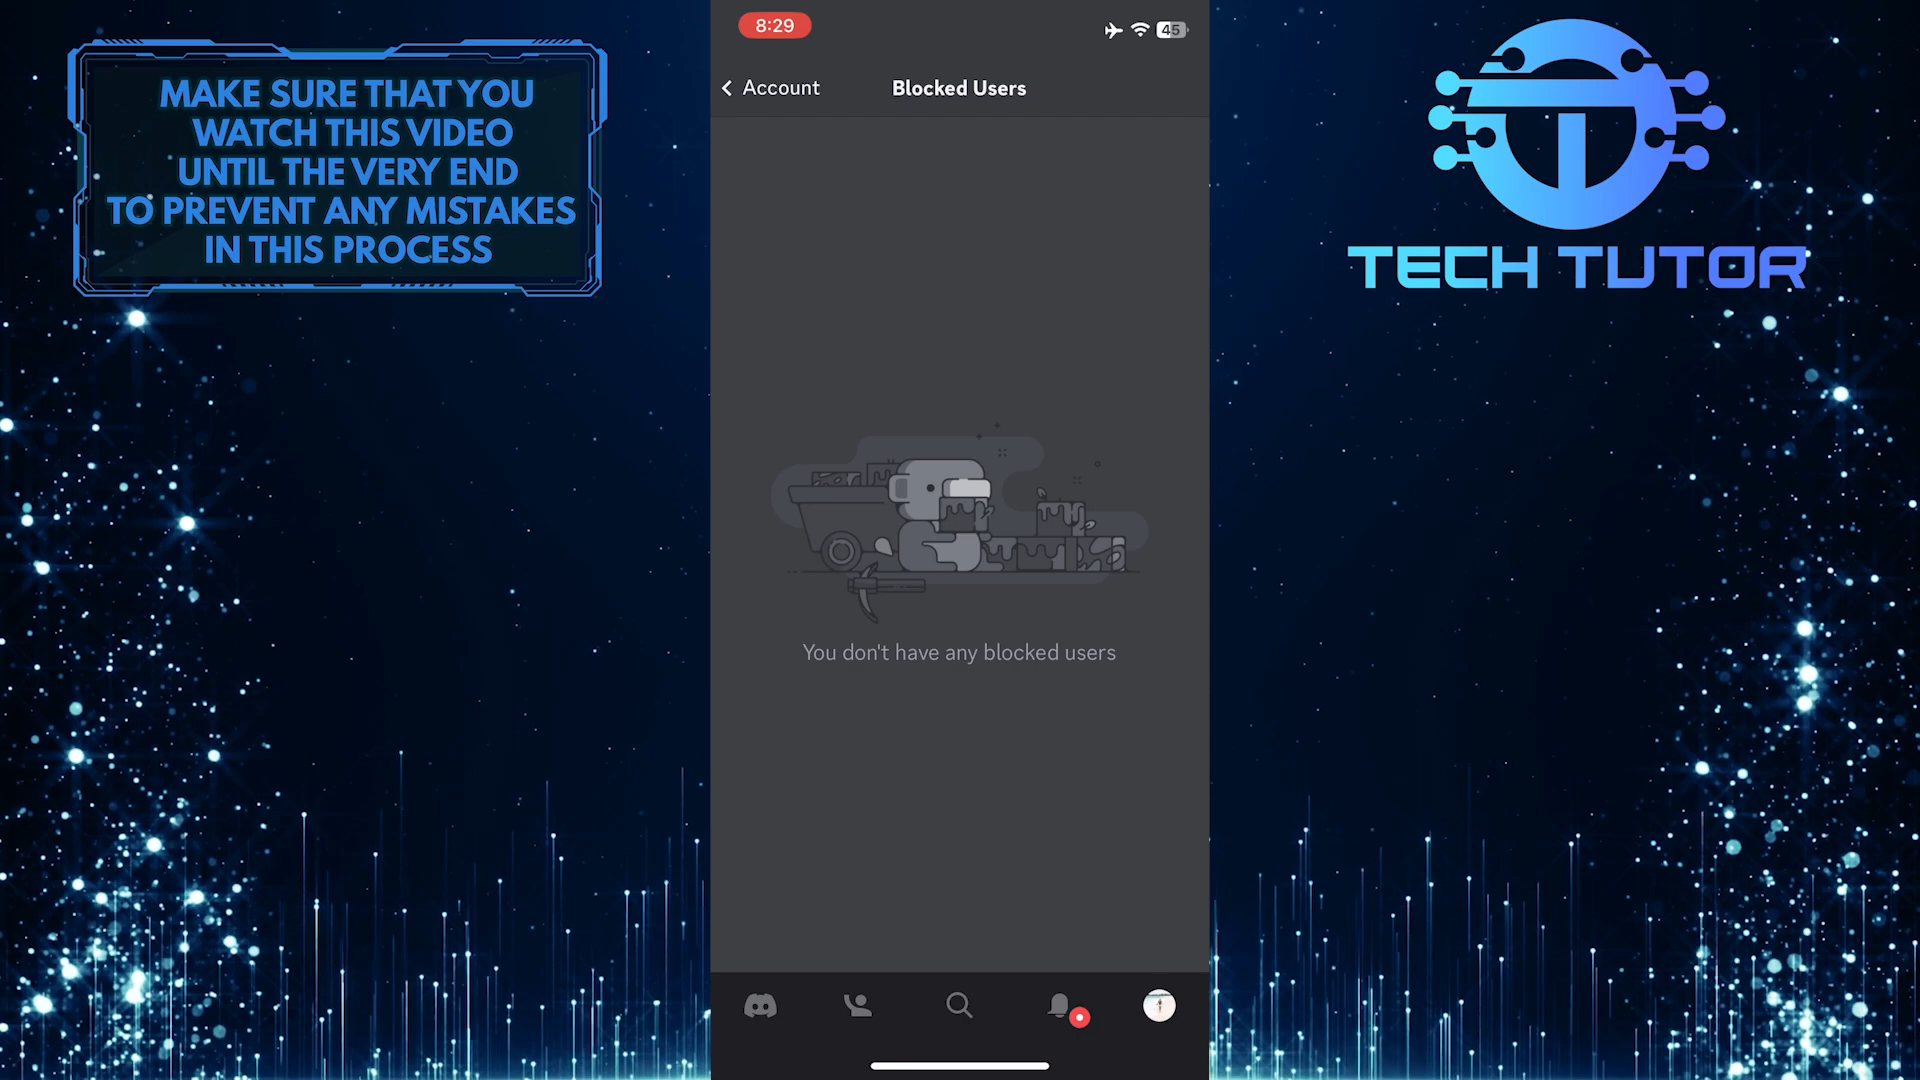 MAKE SURE THAT YOU
WATCH THIS VIDEO
UNTIL THE VERY END
TO PREVENT ANY MISTAKES
IN THIS PROCESS
8:29
45
Account
Blocked Users
You don't have any blocked users
TECH TUTOR